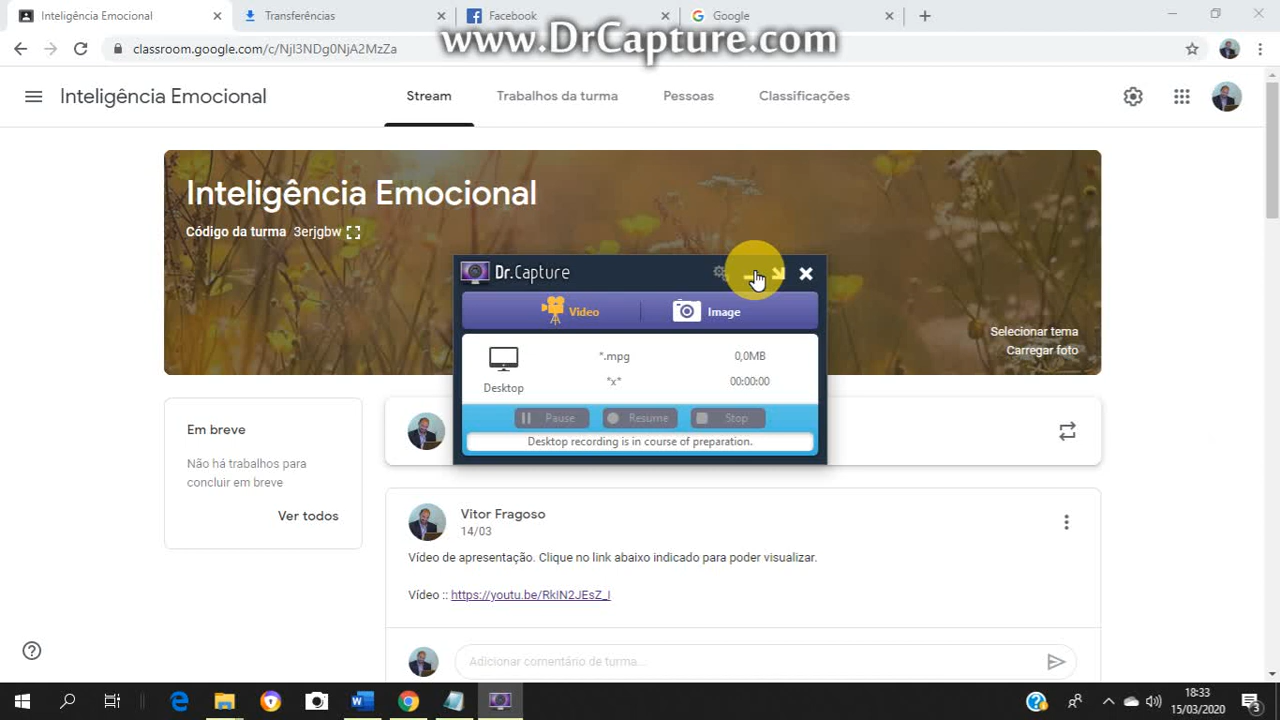 Inteligência Emocional
Transferências
Facebook
Google
classroom.google.com/c/NjI3NDg0NjA2MzZa
www.DrCapture.com
Inteligência Emocional
Stream
Trabalhos da turma
Pessoas
Classificações
Inteligência Emocional
Código da turma 3erjgbw
Selecionar tema
Carregar foto
Dr.Capture
Video
Image
*.mpg
0,0MB
Desktop
*x*
00:00:00
Pause
Resume
Stop
Desktop recording is in course of preparation.
Em breve
Não há trabalhos para
concluir em breve
Ver todos
Vitor Fragoso
14/03
Vídeo de apresentação. Clique no link abaixo indicado para poder visualizar.
Vídeo :: https://youtu.be/RkIN2JEsZ_I
Adicionar comentário de turma...
18:33
15/03/2020
3